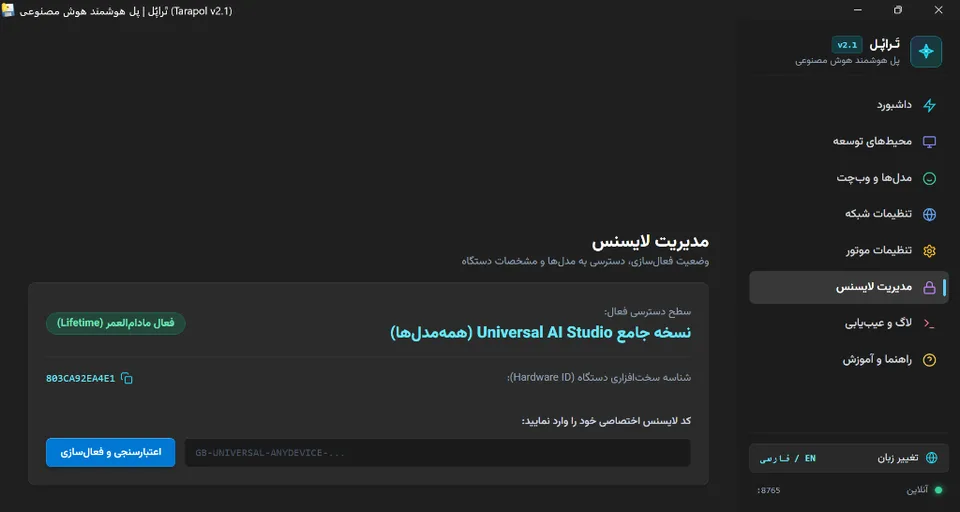 تَراپُل | پل هوشمند هوش مصنوعی (Tarapol v2.1)
تَراپُل v2.1
پل هوشمند هوش مصنوعی
داشبورد
محیط‌های توسعه
مدل‌ها و وب‌چت
تنظیمات شبکه
تنظیمات موتور
مدیریت لایسنس
لاگ و عیب‌یابی
راهنما و آموزش
تغییر زبان
فارسی / EN
آنلاین
:8765
مدیریت لایسنس
وضعیت فعال‌سازی، دسترسی به مدل‌ها و مشخصات دستگاه
سطح دسترسی فعال:
نسخه جامع Universal AI Studio (همه‌مدل‌ها)
فعال مادام‌العمر (Lifetime)
شناسه سخت‌افزاری دستگاه (Hardware ID):
803CA92EA4E1
کد لایسنس اختصاصی خود را وارد نمایید:
GB-UNIVERSAL-ANYDEVICE-...
اعتبارسنجی و فعال‌سازی